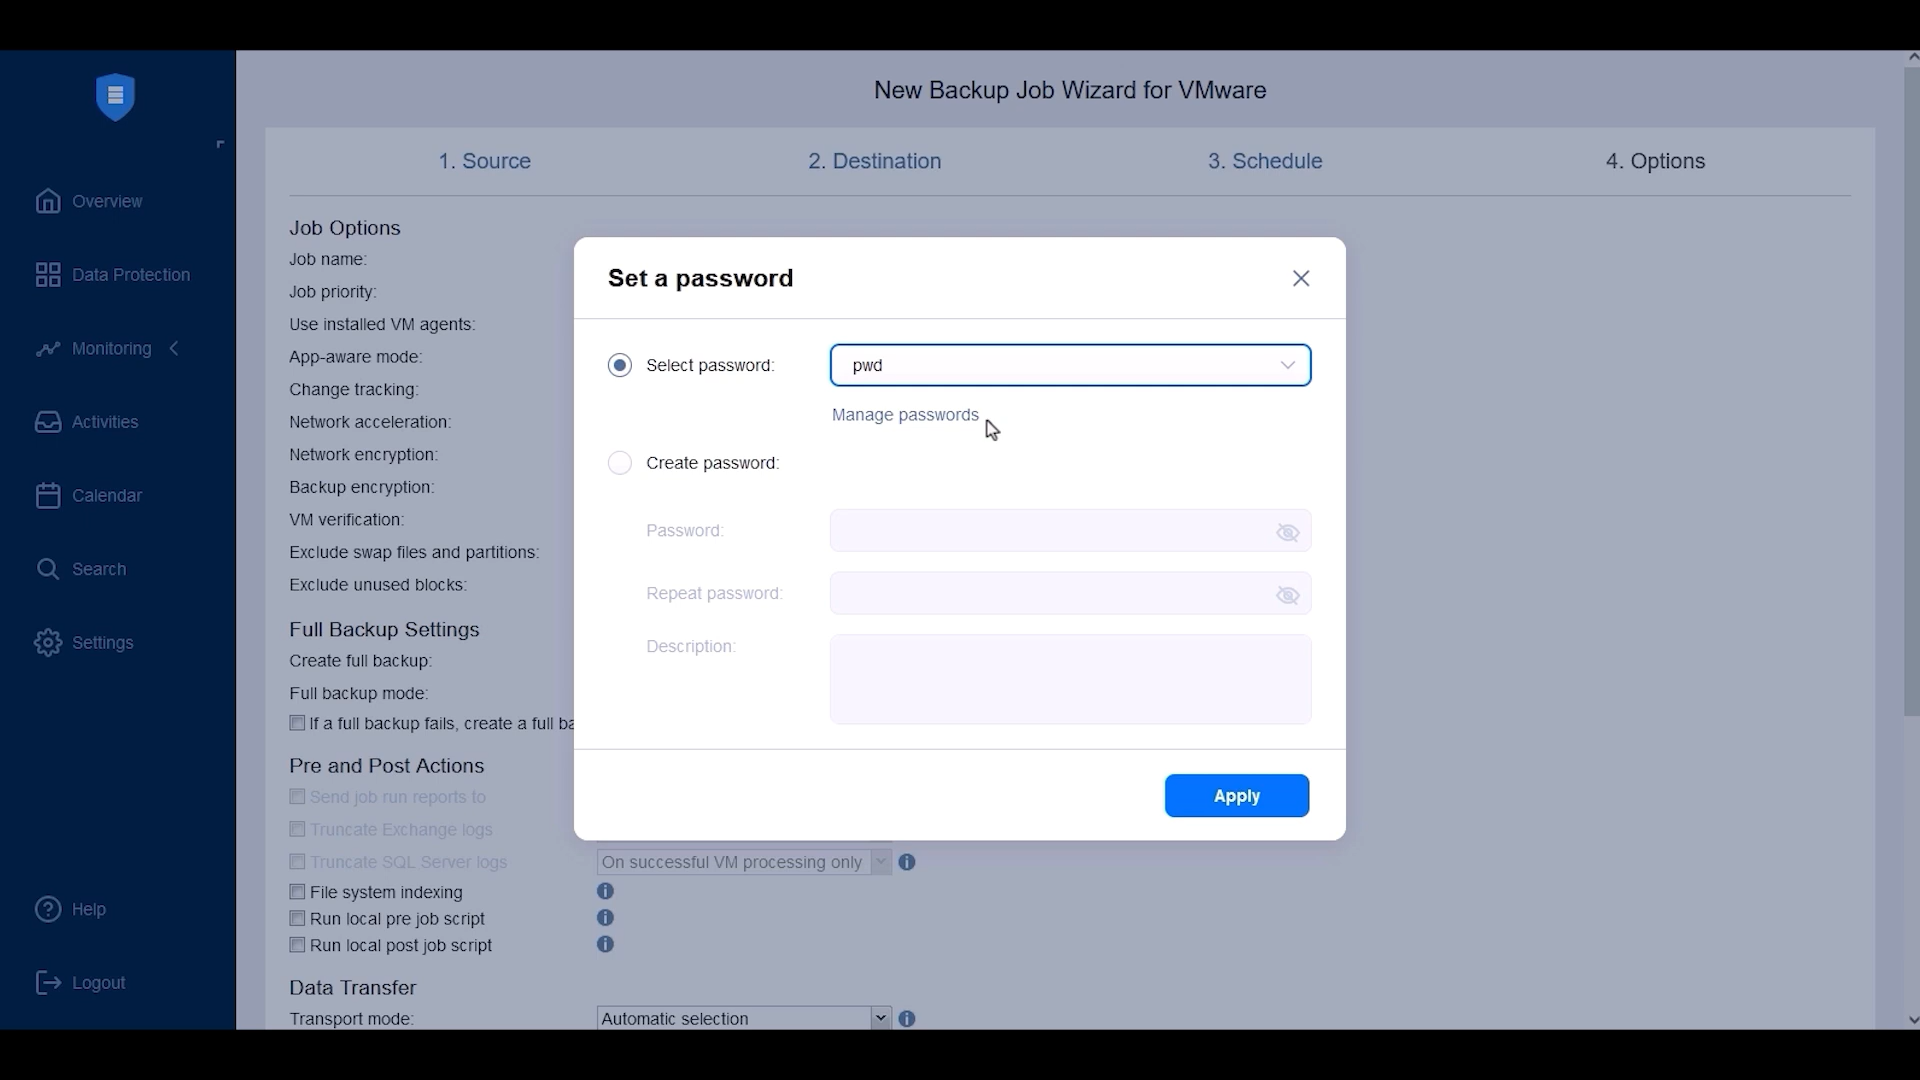 New Backup Job Wizard for VMware
1. Source
2. Destination
3. Schedule
4. Options
Overview
Data Protection
Monitoring
Activities
Calendar
Search
Settings
Help
Logout
Job Options
Job name:
Job priority:
Use installed VM agents:
App-aware mode:
Change tracking:
Network acceleration:
Network encryption:
Backup encryption:
VM verification:
Exclude swap files and partitions:
Exclude unused blocks:
Full Backup Settings
Create full backup:
Full backup mode:
If a full backup fails, create a full ba
Pre and Post Actions
Send job run reports to
Truncate Exchange logs
Truncate SQL Server logs
On successful VM processing only
File system indexing
Run local pre job script
Run local post job script
Data Transfer
Transport mode:
Automatic selection
Set a password
Select password:
pwd
Manage passwords
Create password:
Password:
Repeat password:
Description:
Apply